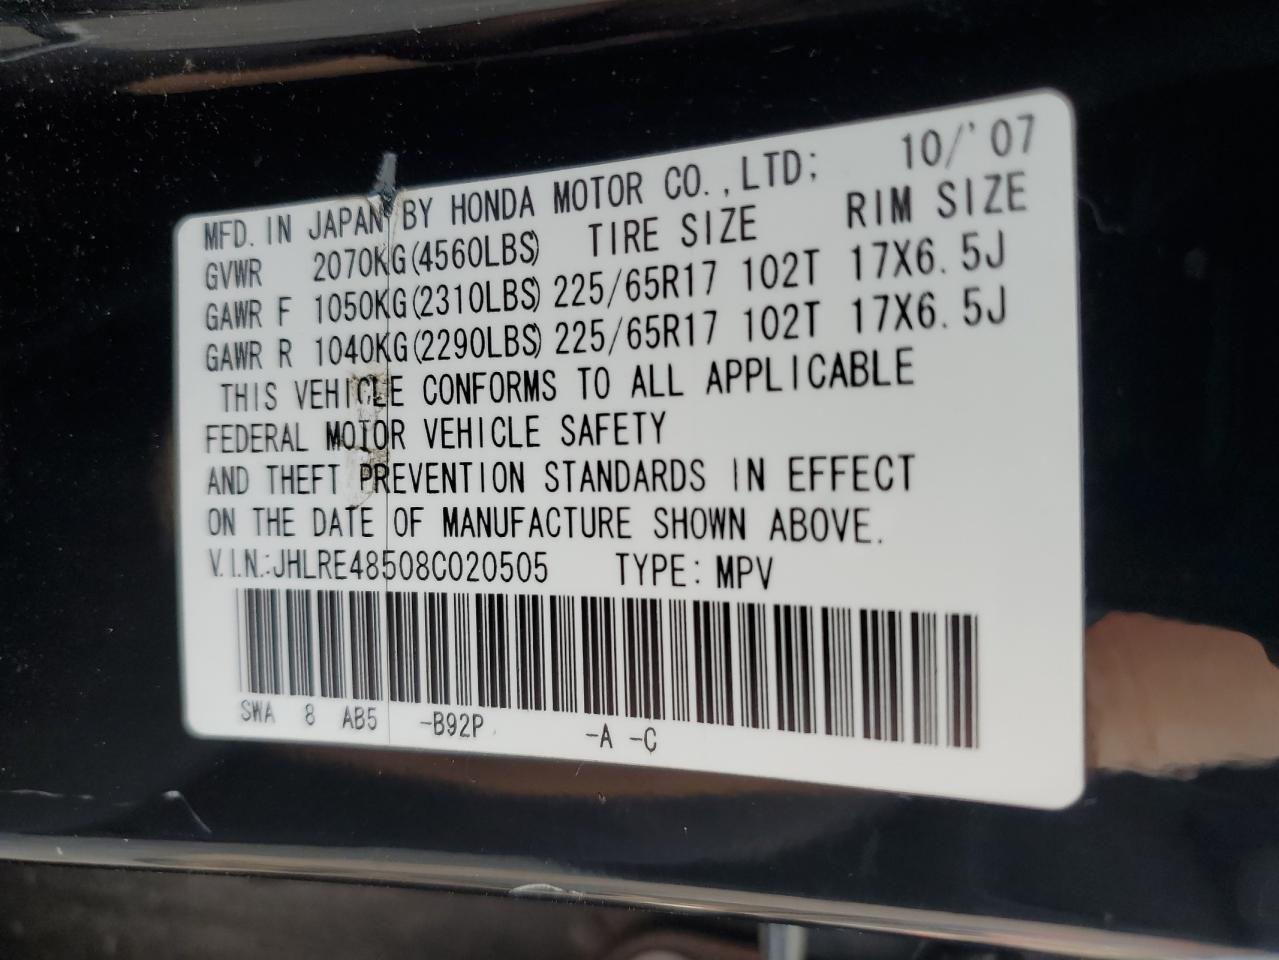 MFD. IN JAPAN BY HONDA MOTOR CO., LTD; 10/'07
GVWR 2070KG(4560LBS) TIRE SIZE RIM SIZE
GAWR F 1050KG(2310LBS) 225/65R17 102T 17X6.5J
GAWR R 1040KG(2290LBS) 225/65R17 102T 17X6.5J
THIS VEHICLE CONFORMS TO ALL APPLICABLE
FEDERAL MOTOR VEHICLE SAFETY
AND THEFT PREVENTION STANDARDS IN EFFECT
ON THE DATE OF MANUFACTURE SHOWN ABOVE.
V.I.N.:JHLRE48508C020505 TYPE: MPV
SWA 8 AB5 -B92P -A -C